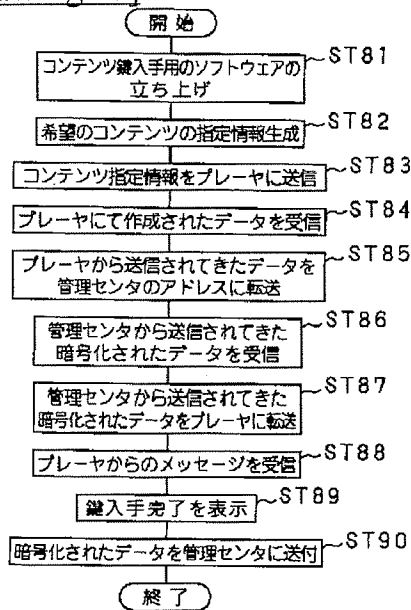 開始
コンテンツ鍵入手用のソフトウェアの
立ち上げ
ST81
希望のコンテンツの指定情報生成
ST82
コンテンツ指定情報をプレーヤに送信
ST83
プレーヤにて作成されたデータを受信
ST84
プレーヤから送信されてきたデータを
管理センタのアドレスに転送
ST85
管理センタから送信されてきた
暗号化されたデータを受信
ST86
管理センタから送信されてきた
暗号化されたデータをプレーヤに転送
ST87
プレーヤからのメッセージを受信
ST88
鍵入手完了を表示
ST89
暗号化されたデータを管理センタに送付
ST90
終了